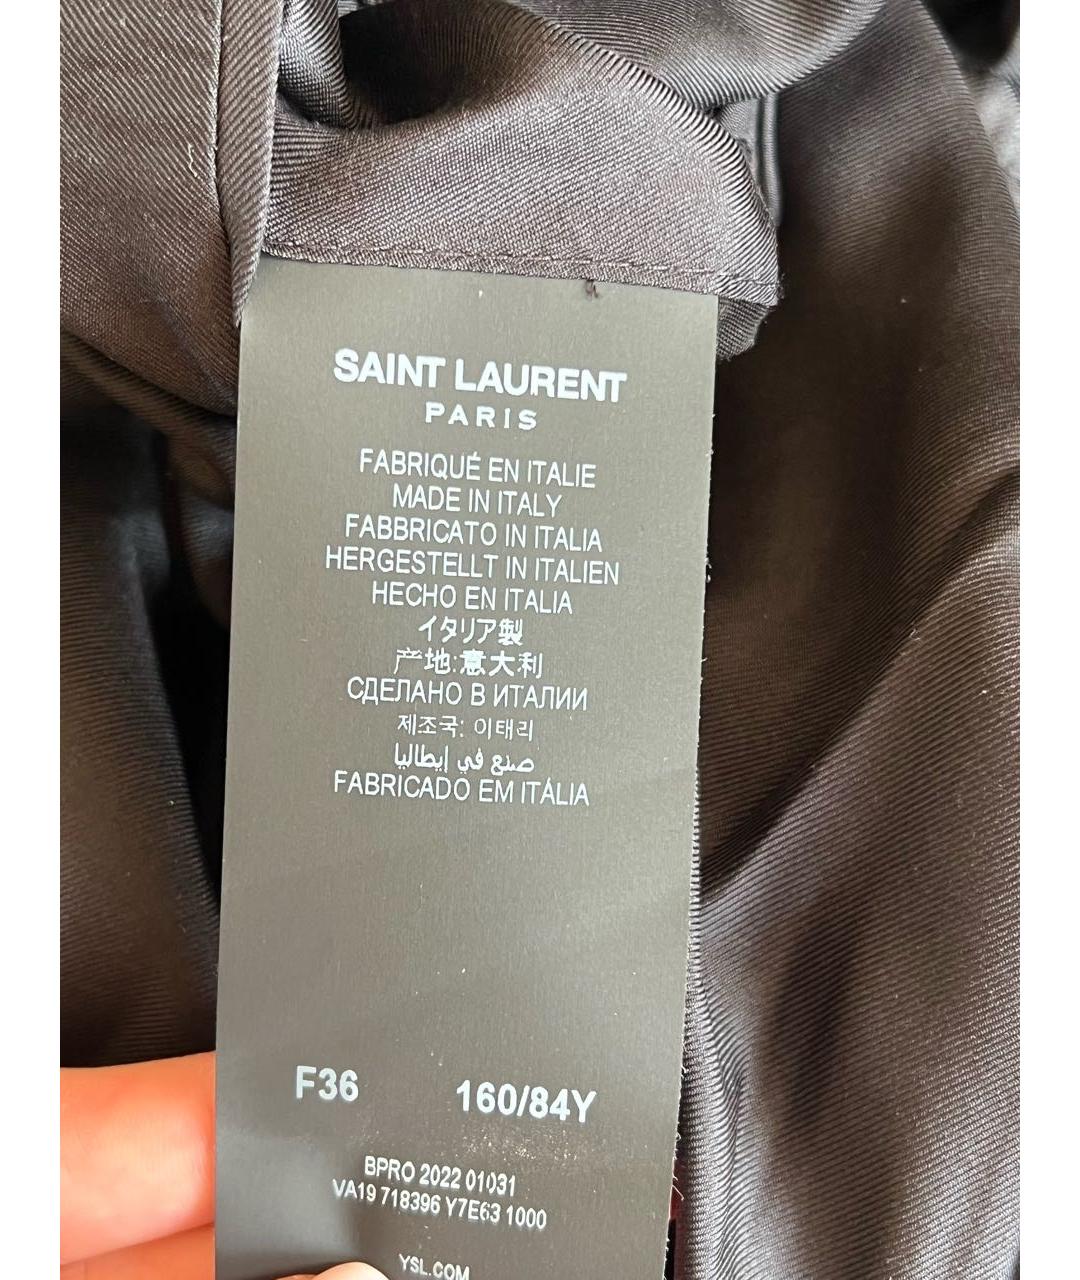 SAINT LAURENT
PARIS
FABRIQUÉ EN ITALIE
MADE IN ITALY
FABBRICATO IN ITALIA
HERGESTELLT IN ITALIEN
HECHO EN ITALIA
イタリア製
产地:意大利
СДЕЛАНО В ИТАЛИИ
제조국: 이태리
صنع في إيطاليا
FABRICADO EM ITÁLIA
F36 160/84Y
BPRO 2022 01031
VA19 718396 Y7E63 1000
YSL.COM